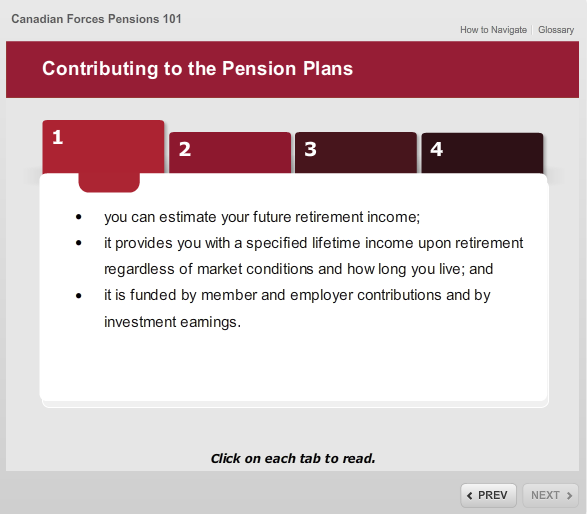 Canadian Forces Pensions 101
How to Navigate
Glossary
Contributing to the Pension Plans
1
2
3
4
• you can estimate your future retirement income;
• it provides you with a specified lifetime income upon retirement
regardless of market conditions and how long you live; and
• it is funded by member and employer contributions and by
investment earnings.
Click on each tab to read.
< PREV
NEXT >